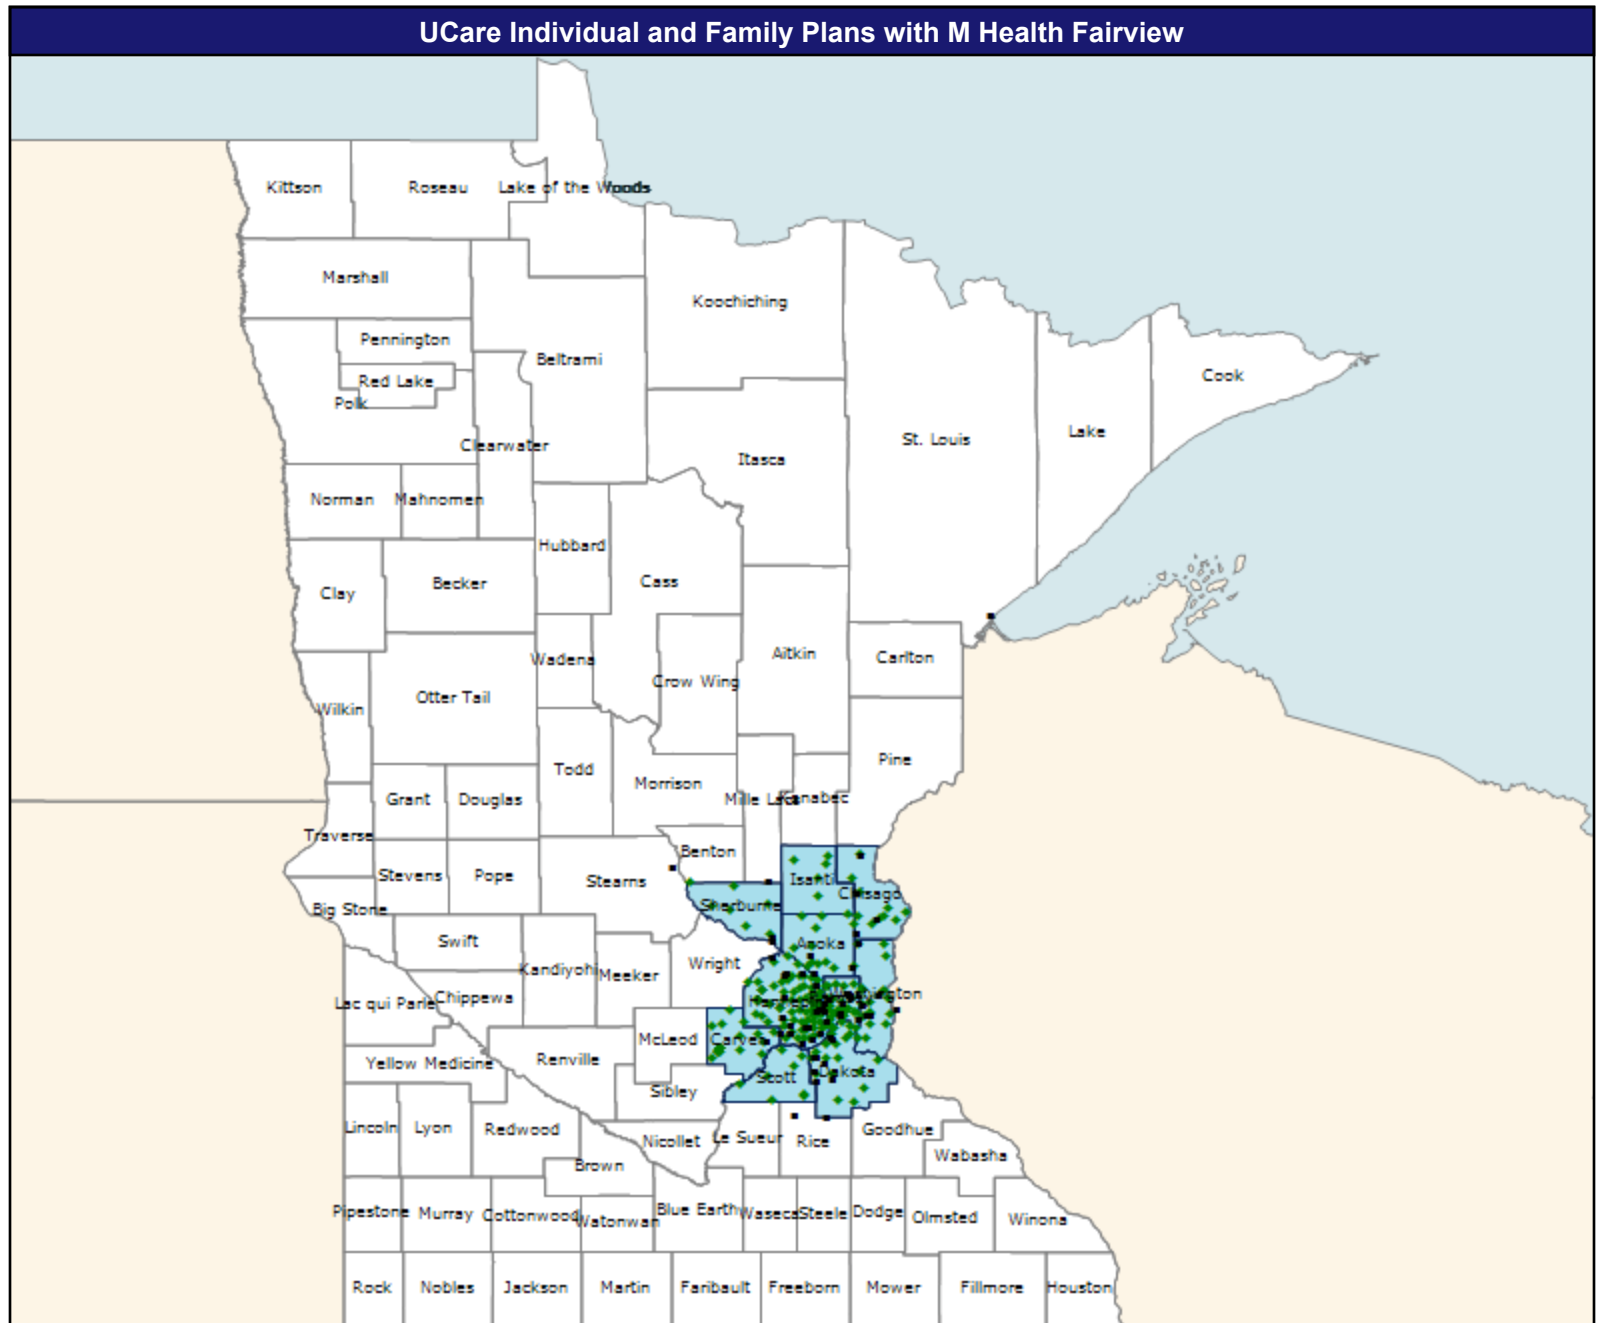 UCare Individual and Family Plans with M Health Fairview
Kittson
Roseau
Lake of the Woods
Marshall
Koochiching
Pennington
Beltrami
Red Lake
Cook
Polk
Lake
St. Louis
Clearwater
Itasca
Norman
Mahnomen
Hubbard
Cass
Becker
Clay
Aitkin
Carlton
Wadena
Crow Wing
Otter Tail
Wilkin
Pine
Todd
Morrison
Grant
Douglas
Mille Lacs
Kanabec
Traverse
Benton
Stevens
Pope
Stearns
Isanti
Chisago
Big Stone
Sherburne
Swift
Anoka
Wright
Kandiyohi
Meeker
Lac qui Parle
Chippewa
Hennepin
Washington
McLeod
Carver
Renville
Yellow Medicine
Scott
Dakota
Sibley
Lincoln
Lyon
Redwood
Nicollet
Le Sueur
Rice
Goodhue
Wabasha
Brown
Pipestone
Murray
Cottonwood
Watonwan
Blue Earth
Waseca
Steele
Dodge
Olmsted
Winona
Rock
Nobles
Jackson
Martin
Faribault
Freeborn
Mower
Fillmore
Houston